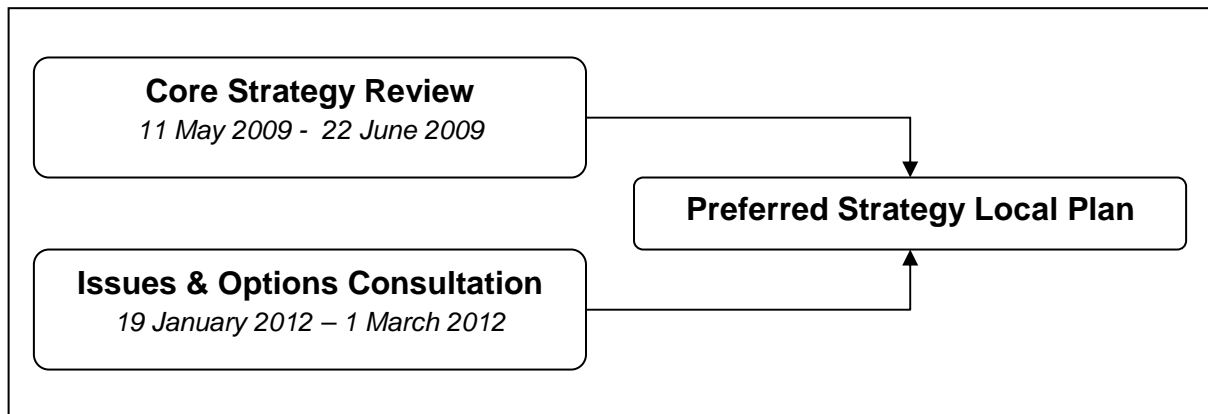 Core Strategy Review
11 May 2009 - 22 June 2009
Preferred Strategy Local Plan
Issues & Options Consultation
19 January 2012 – 1 March 2012